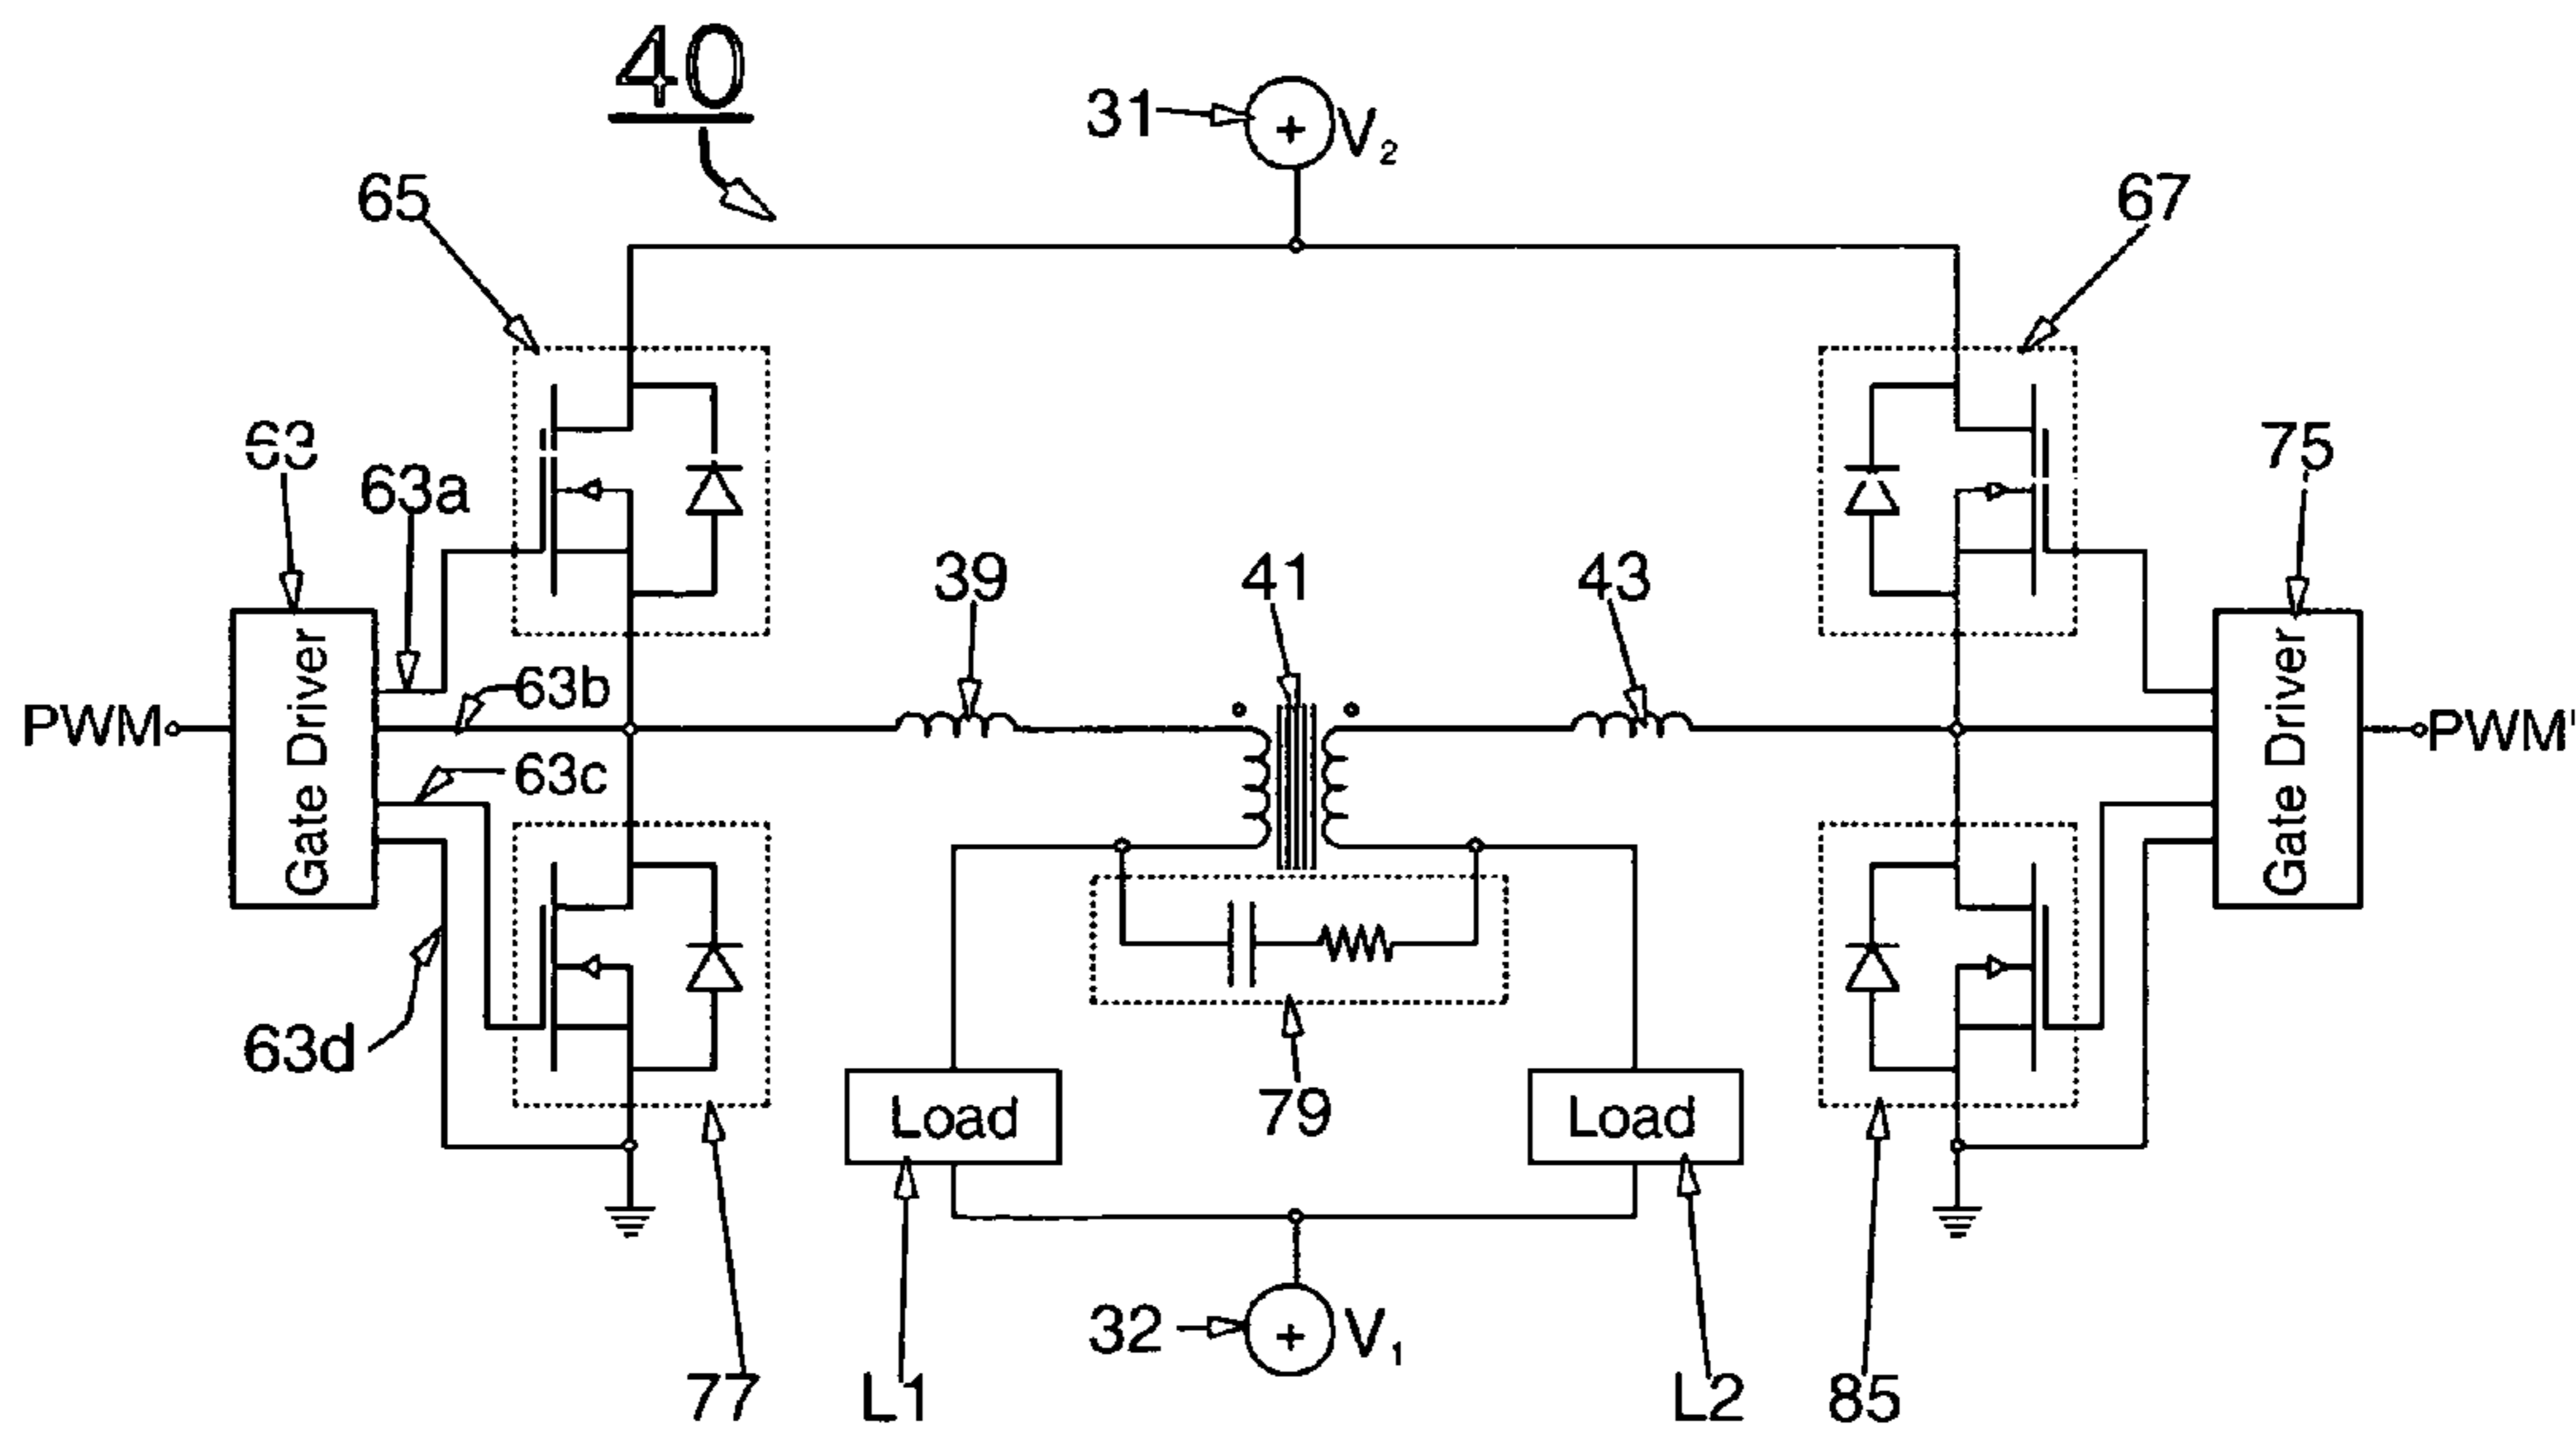 40
31
V₂
65
67
63
63a
75
39
41
43
Gate Driver
63b
PWM
Gate Driver
PWM'
63c
63d
Load
79
Load
32
V₁
77
L1
L2
85